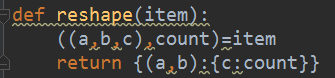 def reshape(item):
    ((a,b,c),count)=item
    return {(a,b):{c:count}}